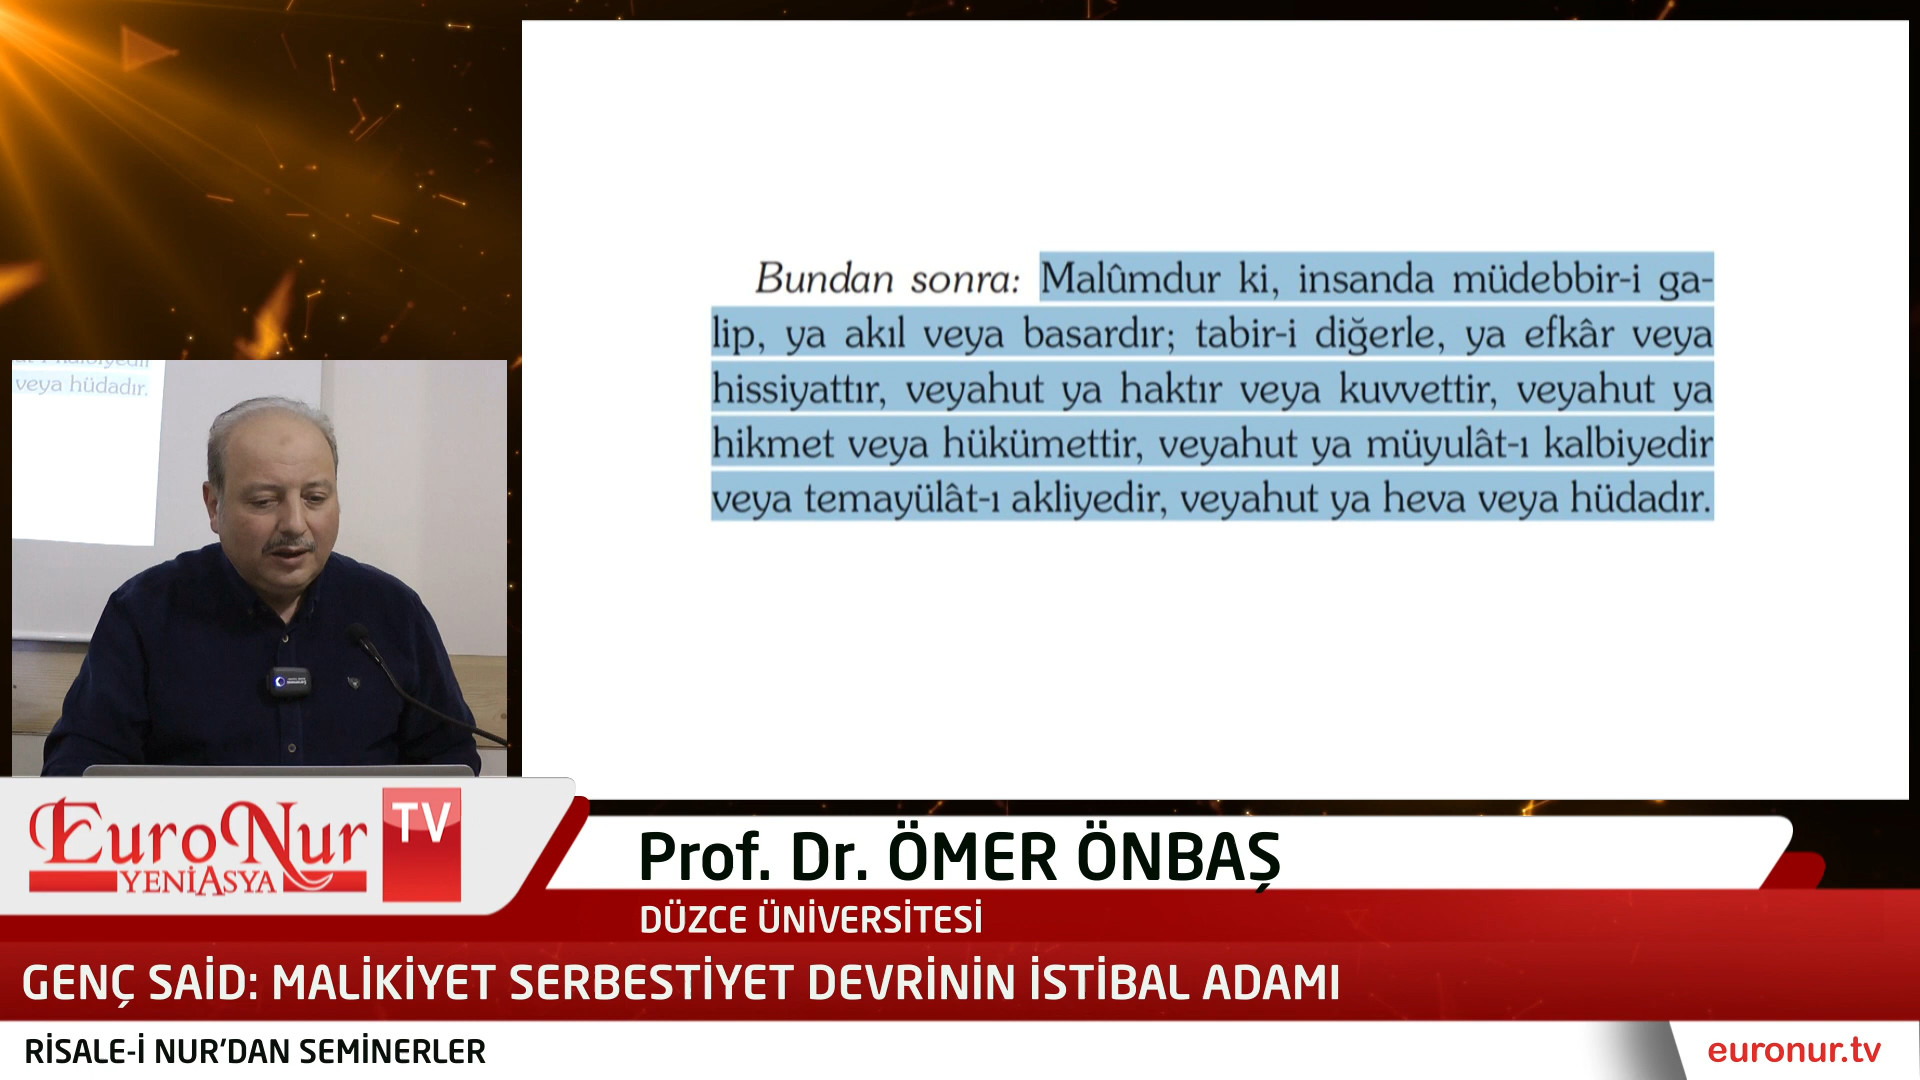 Bundan sonra: Malûmdur ki, insanda müdebbir-i ga-
lip, ya akıl veya basardır; tabir-i diğerle, ya efkâr veya
hissiyattır, veyahut ya haktır veya kuvvettir, veyahut ya
hikmet veya hükümettir, veyahut ya müyulât-ı kalbiyedir
veya temayülât-ı akliyedir, veyahut ya heva veya hüdadır.
veya hüdadır.
EuroNur TV
YENİASYA
Prof. Dr. ÖMER ÖNBAŞ
DÜZCE ÜNİVERSİTESİ
GENÇ SAİD: MALİKİYET SERBESTİYET DEVRİNİN İSTİBAL ADAMI
RİSALE-İ NUR'DAN SEMİNERLER
euronur.tv